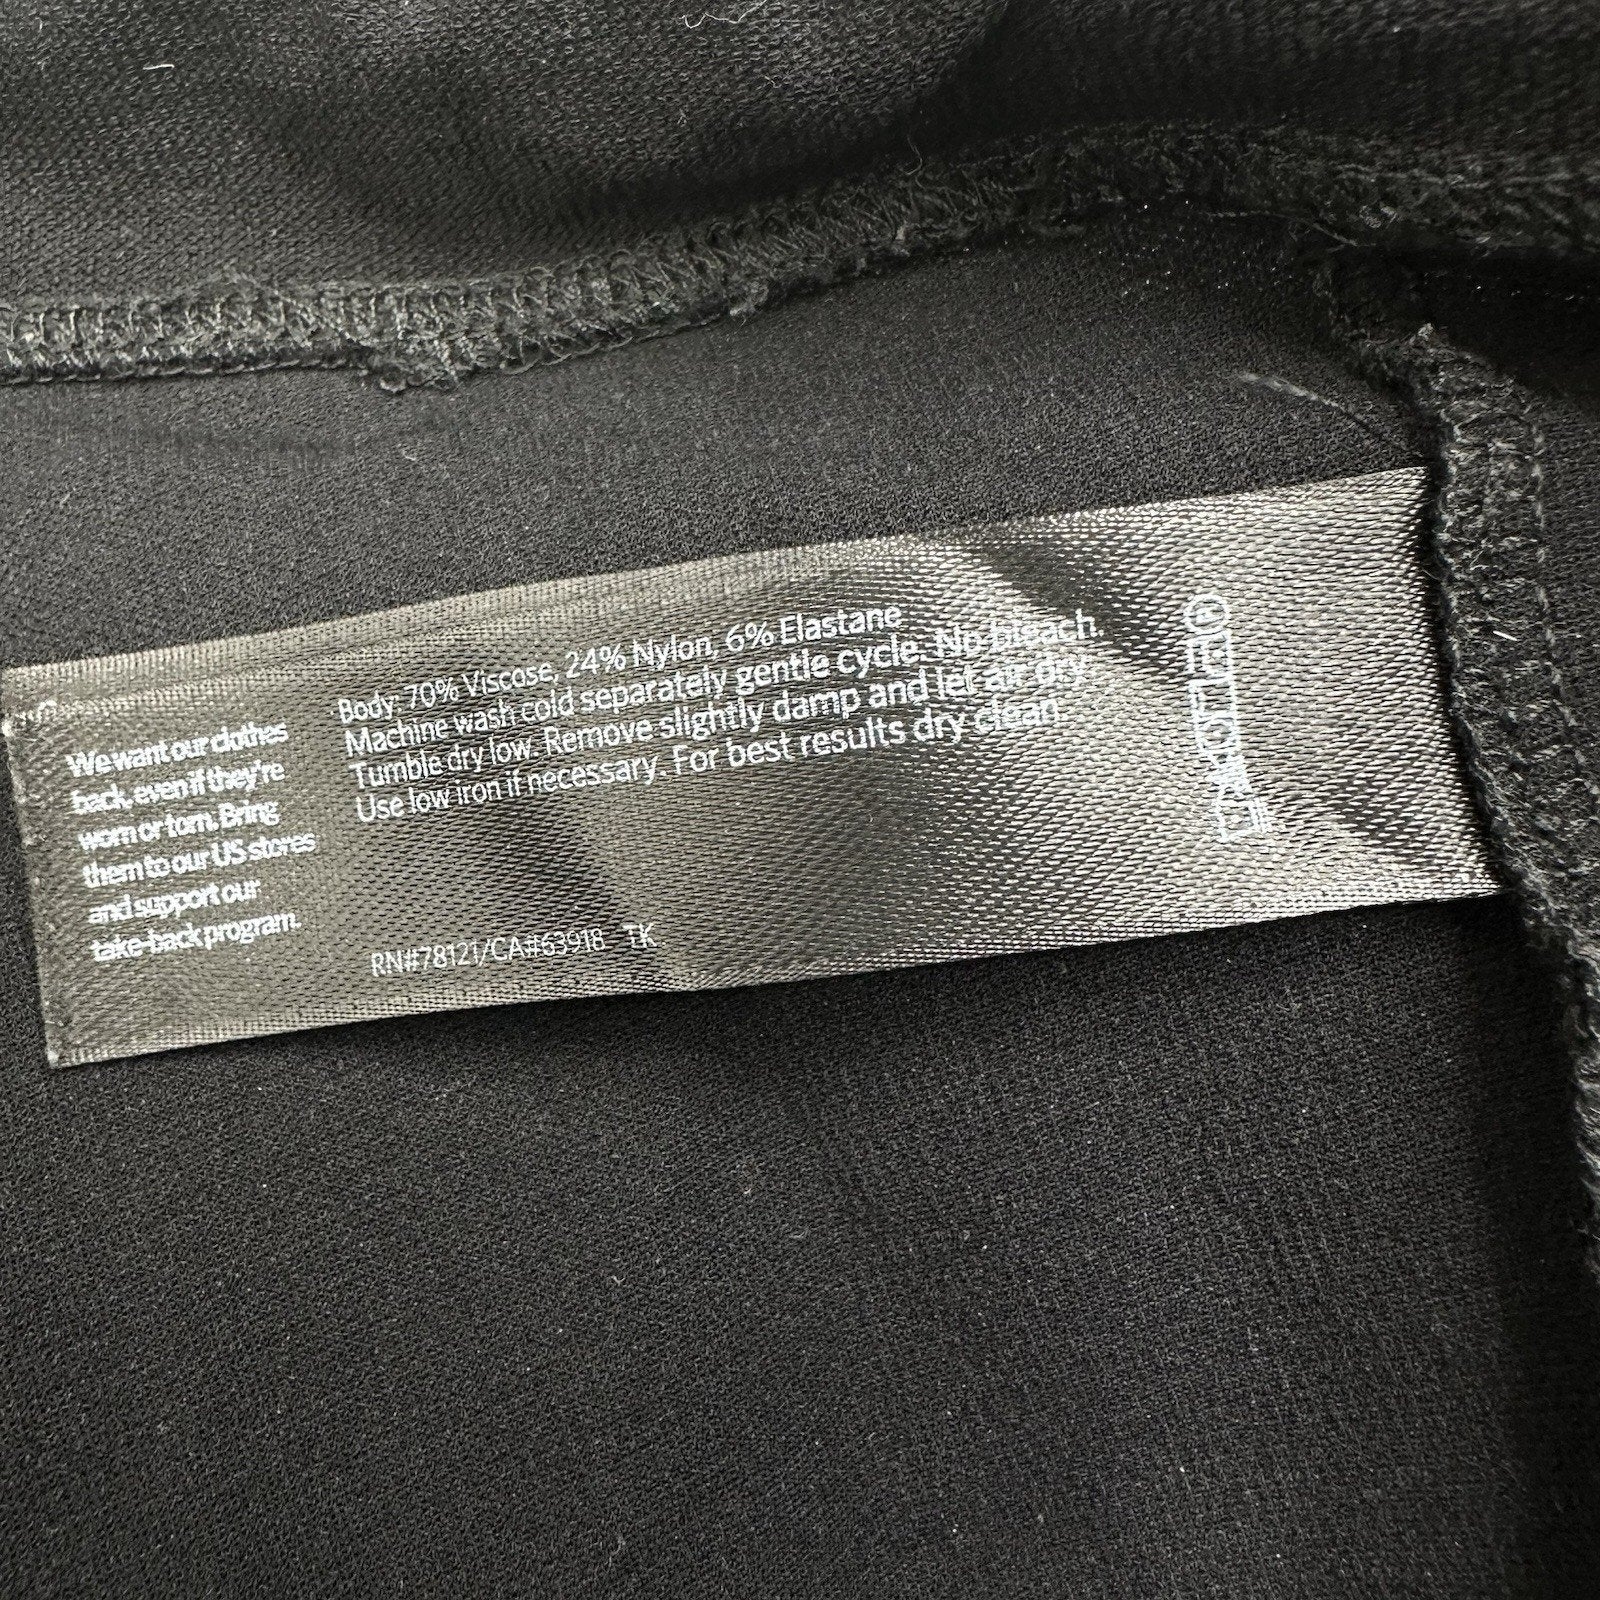 We want our clothes
back, even if they're
worn or torn. Bring
them to our US stores
and support our
take-back program.
Body: 70% Viscose, 24% Nylon, 6% Elastane
Machine wash cold separately gentle cycle. No bleach.
Tumble dry low. Remove slightly damp and let air dry.
Use low iron if necessary. For best results dry clean.
RN#78121/CA#63918 TK